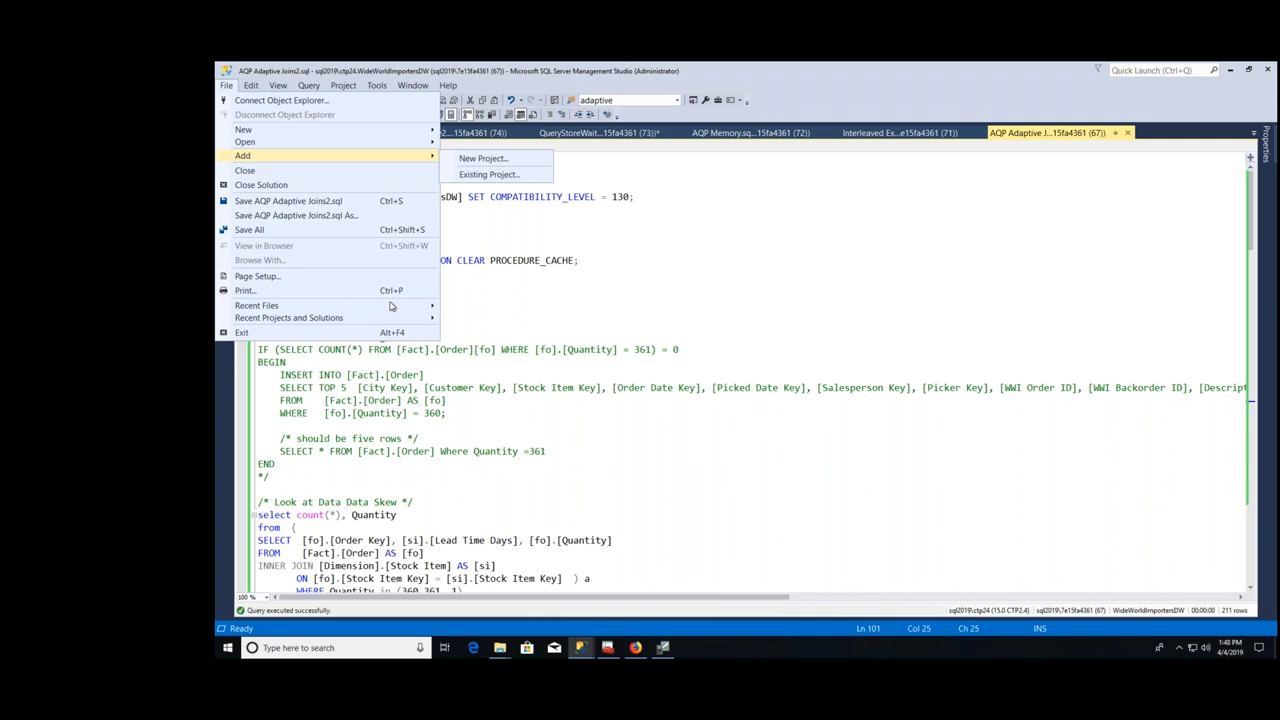 AQP Adaptive Joins2.sql - sql2019\ctp24.WideWorldImportersDW (sql2019\7e15fa4361 (67)) - Microsoft SQL Server Management Studio (Administrator)
Quick Launch (Ctrl+Q)
File Edit View Query Project Tools Window Help
Connect Object Explorer...
adaptive
Disconnect Object Explorer
New
2....15fa4361 (74)) QueryStoreWait...15fa4361 (73))* AQP Memory.sq...15fa4361 (72)) Interleaved Ex...e15fa4361 (71)) AQP Adaptive J...15fa4361 (67))
Properties
Open
Add
New Project...
Close
Existing Project...
Close Solution
Save AQP Adaptive Joins2.sql Ctrl+S
sDW] SET COMPATIBILITY_LEVEL = 130;
Save AQP Adaptive Joins2.sql As...
Save All Ctrl+Shift+S
View in Browser Ctrl+Shift+W
Browse With...
ON CLEAR PROCEDURE_CACHE;
Page Setup...
Print... Ctrl+P
Recent Files
Recent Projects and Solutions
Exit Alt+F4
IF (SELECT COUNT(*) FROM [Fact].[Order][fo] WHERE [fo].[Quantity] = 361) = 0
BEGIN
INSERT INTO [Fact].[Order]
SELECT TOP 5 [City Key], [Customer Key], [Stock Item Key], [Order Date Key], [Picked Date Key], [Salesperson Key], [Picker Key], [WWI Order ID], [WWI Backorder ID], [Descript
FROM [Fact].[Order] AS [fo]
WHERE [fo].[Quantity] = 360;
/* should be five rows */
SELECT * FROM [Fact].[Order] Where Quantity =361
END
*/
/* Look at Data Data Skew */
select count(*), Quantity
from (
SELECT [fo].[Order Key], [si].[Lead Time Days], [fo].[Quantity]
FROM [Fact].[Order] AS [fo]
INNER JOIN [Dimension].[Stock Item] AS [si]
ON [fo].[Stock Item Key] = [si].[Stock Item Key] ) a
WHERE Quantity in (360,361, 1)
100 %
Query executed successfully. sql2019\ctp24 (15.0 CTP2.4) sql2019\7e15fa4361 (67) WideWorldImportersDW 00:00:00 211 rows
Ready Ln 101 Col 25 Ch 25 INS
Type here to search
1:48 PM
4/4/2019